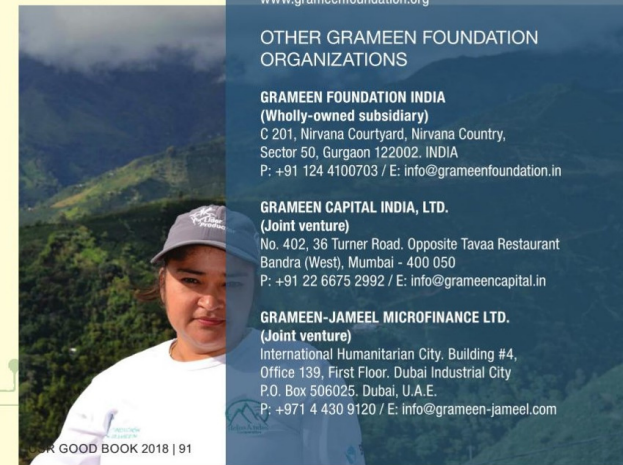 www.grameenfoundation.org
OTHER GRAMEEN FOUNDATION
ORGANIZATIONS
GRAMEEN FOUNDATION INDIA
(Wholly-owned subsidiary)
C 201, Nirvana Courtyard, Nirvana Country,
Sector 50, Gurgaon 122002. INDIA
P: +91 124 4100703 / E: info@grameenfoundation.in
GRAMEEN CAPITAL INDIA, LTD.
(Joint venture)
No. 402, 36 Turner Road. Opposite Tavaa Restaurant
Bandra (West), Mumbai - 400 050
P: +91 22 6675 2992 / E: info@grameencapital.in
GRAMEEN-JAMEEL MICROFINANCE LTD.
(Joint venture)
International Humanitarian City. Building #4,
Office 139, First Floor. Dubai Industrial City
P.O. Box 506025. Dubai, U.A.E.
P: +971 4 430 9120 / E: info@grameen-jameel.com
GOOD BOOK 2018 | 91